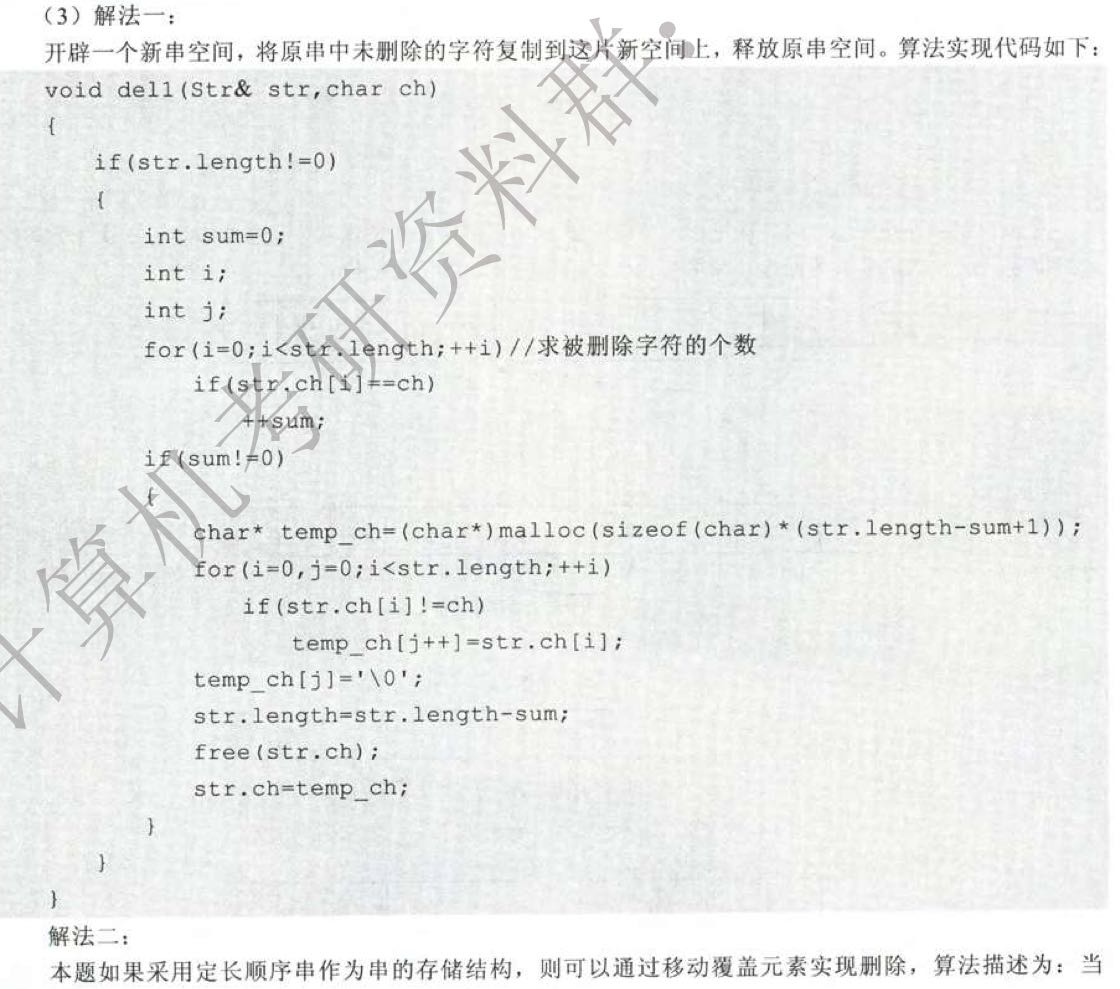 （3）解法一：
开辟一个新串空间，将原串中未删除的字符复制到这片新空间上，释放原串空间。算法实现代码如下：
void del1(Str& str,char ch)
{
    if(str.length!=0)
    {
        int sum=0;
        int i;
        int j;
        for(i=0;i<str.length;++i)//求被删除字符的个数
            if(str.ch[i]==ch)
                ++sum;
        if(sum!=0)
        {
            char* temp_ch=(char*)malloc(sizeof(char)*(str.length-sum+1));
            for(i=0,j=0;i<str.length;++i)
                if(str.ch[i]!=ch)
                    temp_ch[j++]=str.ch[i];
            temp_ch[j]='\0';
            str.length=str.length-sum;
            free(str.ch);
            str.ch=temp_ch;
        }
    }
}
解法二：
本题如果采用定长顺序串作为串的存储结构，则可以通过移动覆盖元素实现删除，算法描述为：当
计算机考研资料群：